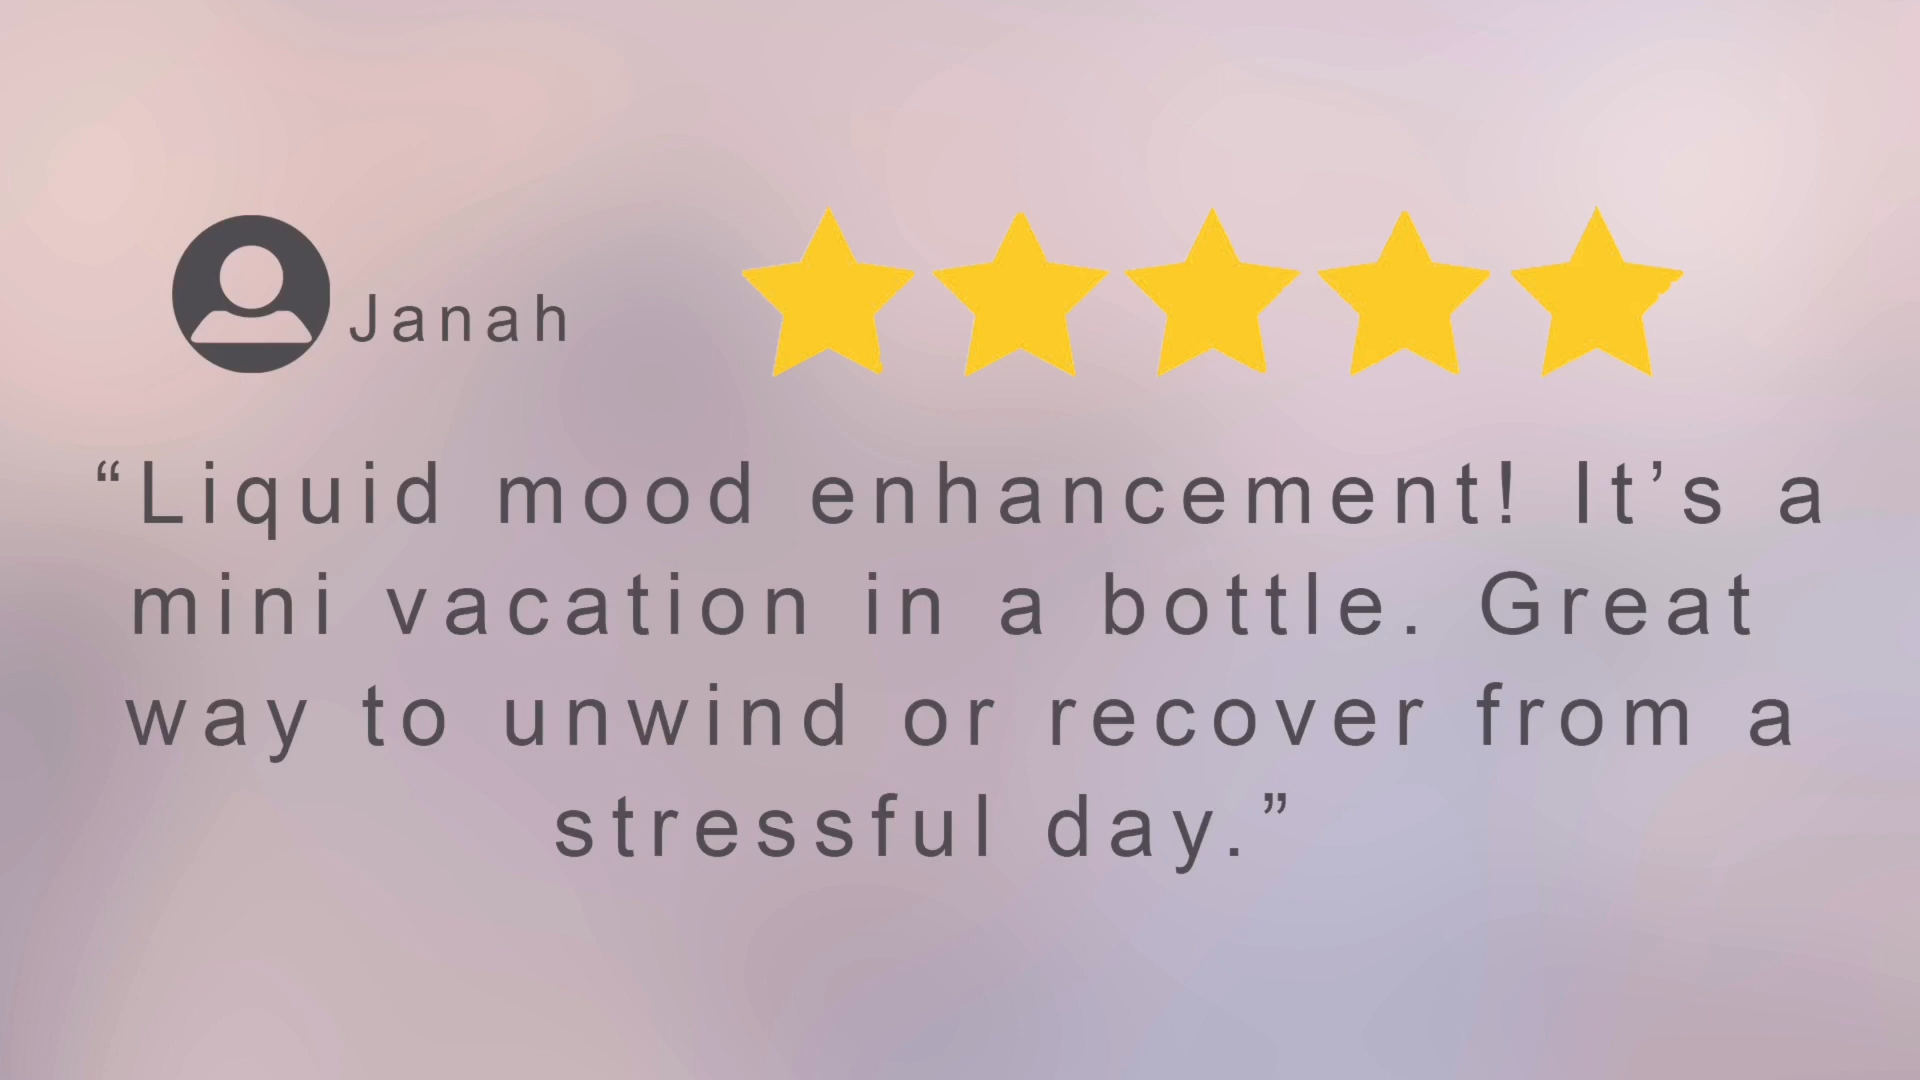 Janah
“Liquid mood enhancement! It’s a
mini vacation in a bottle. Great
way to unwind or recover from a
stressful day.”